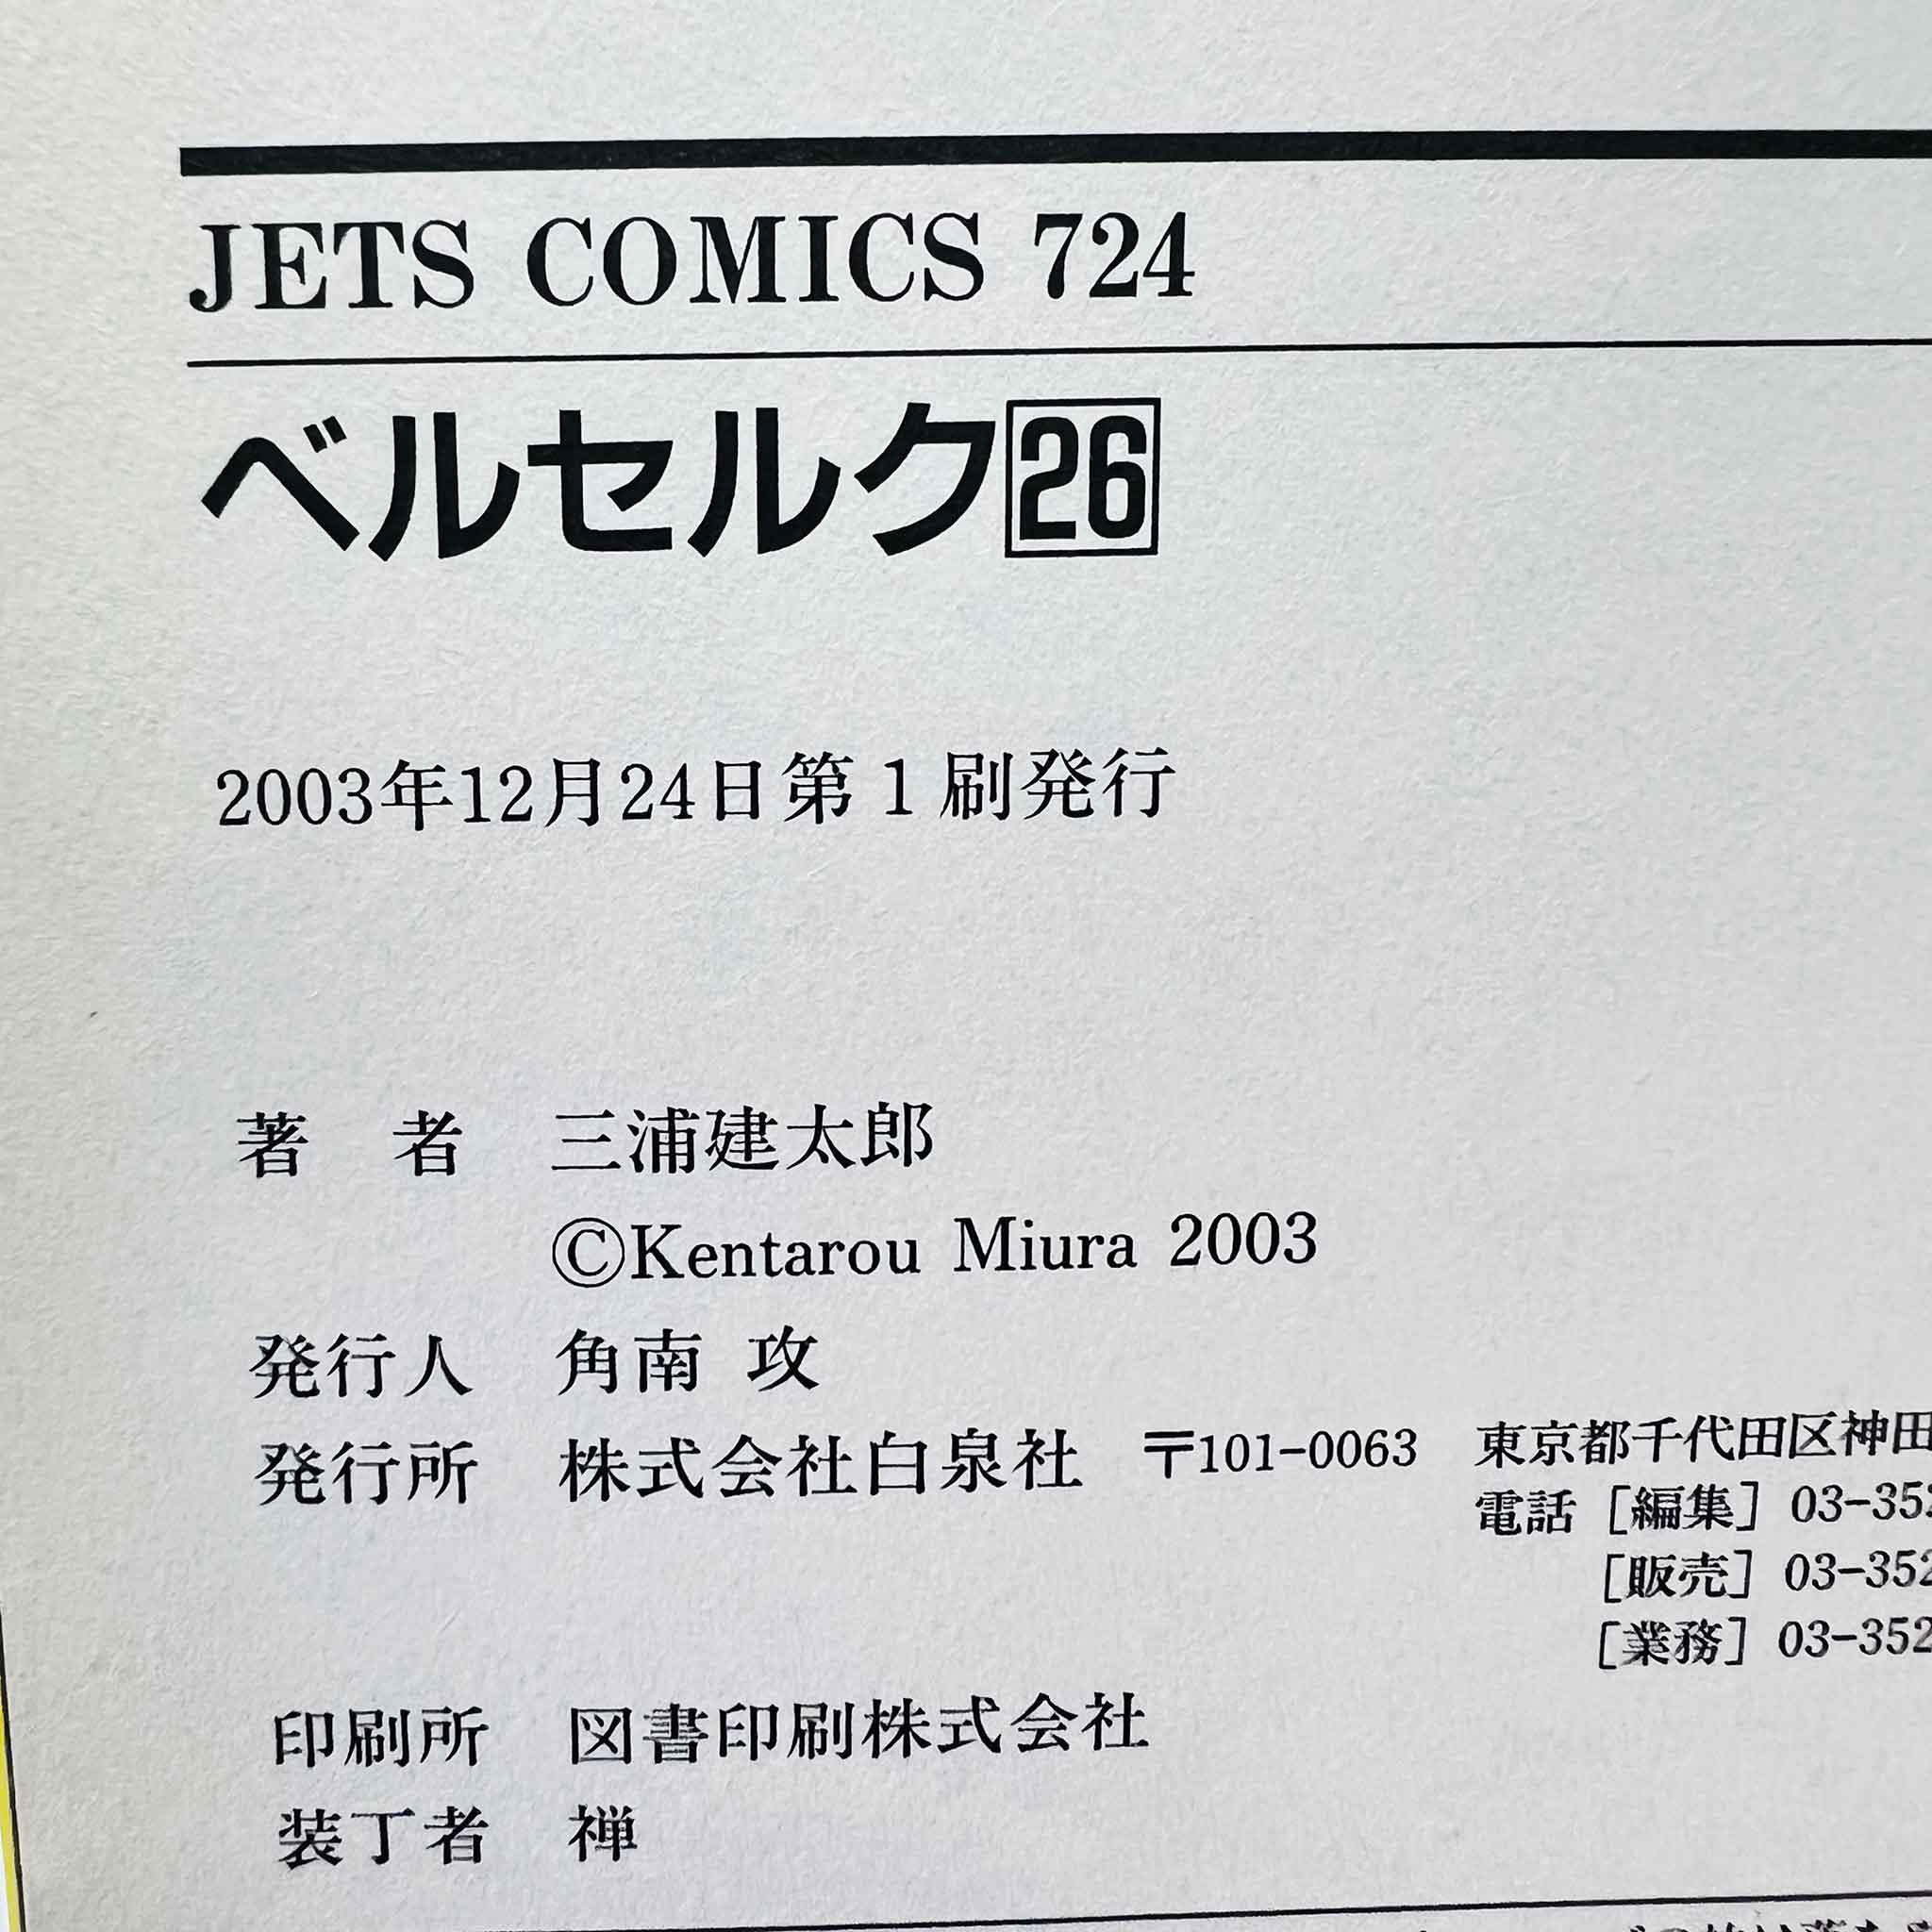 JETS COMICS 724
ベルセルク26
2003年12月24日第1刷発行
著 者 三浦建太郎
©Kentarou Miura 2003
発行人 角南 攻
発行所 株式会社白泉社 〒101-0063 東京都千代田区神田
電話[編集]03-352
[販売]03-352
[業務]03-352
印刷所 図書印刷株式会社
装丁者 禅